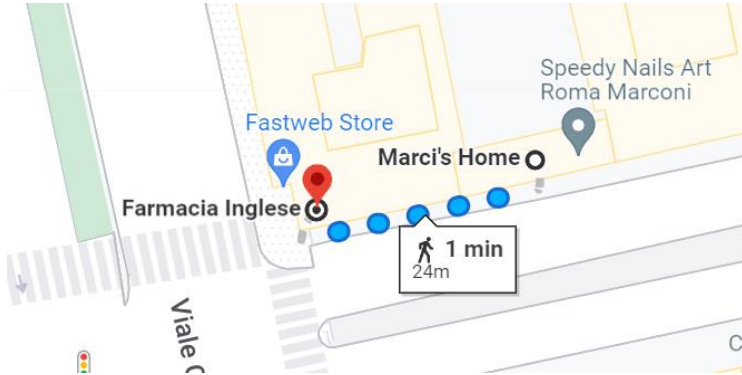 Speedy Nails Art
Roma Marconi
Fastweb Store
Marci's Home
Farmacia Inglese
1 min
24m
Viale
C